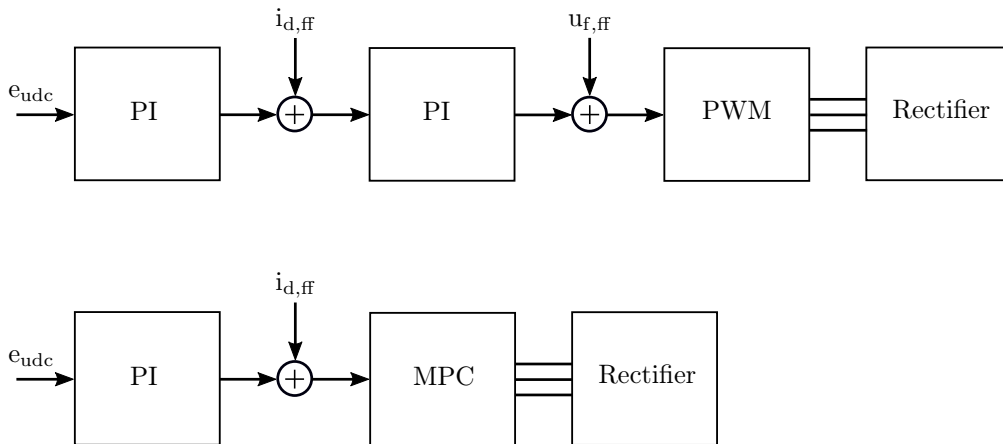 i_d,ff
u_f,ff
e_udc
PI
+
PI
+
PWM
Rectifier
i_d,ff
e_udc
PI
+
MPC
Rectifier